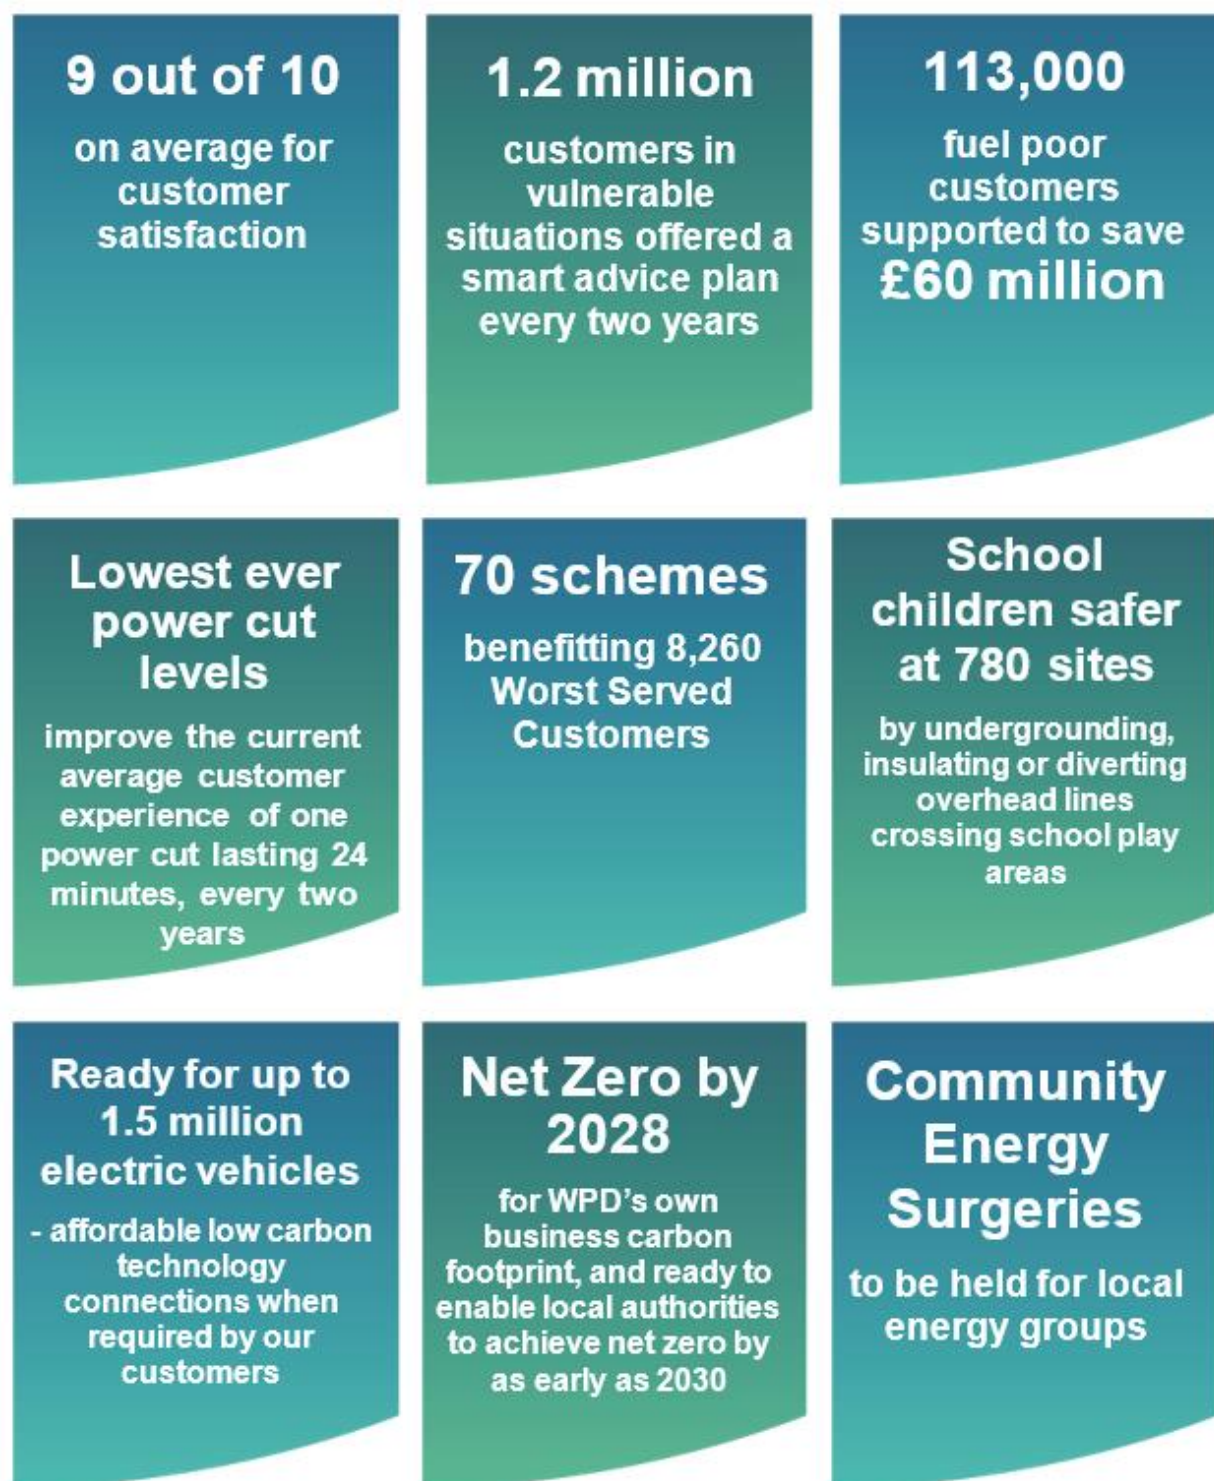 9 out of 10
on average for
customer
satisfaction
1.2 million
customers in
vulnerable
situations offered a
smart advice plan
every two years
113,000
fuel poor
customers
supported to save
£60 million
Lowest ever
power cut
levels
improve the current
average customer
experience of one
power cut lasting 24
minutes, every two
years
70 schemes
benefitting 8,260
Worst Served
Customers
School
children safer
at 780 sites
by undergrounding,
insulating or diverting
overhead lines
crossing school play
areas
Ready for up to
1.5 million
electric vehicles
- affordable low carbon
technology
connections when
required by our
customers
Net Zero by
2028
for WPD's own
business carbon
footprint, and ready to
enable local authorities
to achieve net zero by
as early as 2030
Community
Energy
Surgeries
to be held for local
energy groups